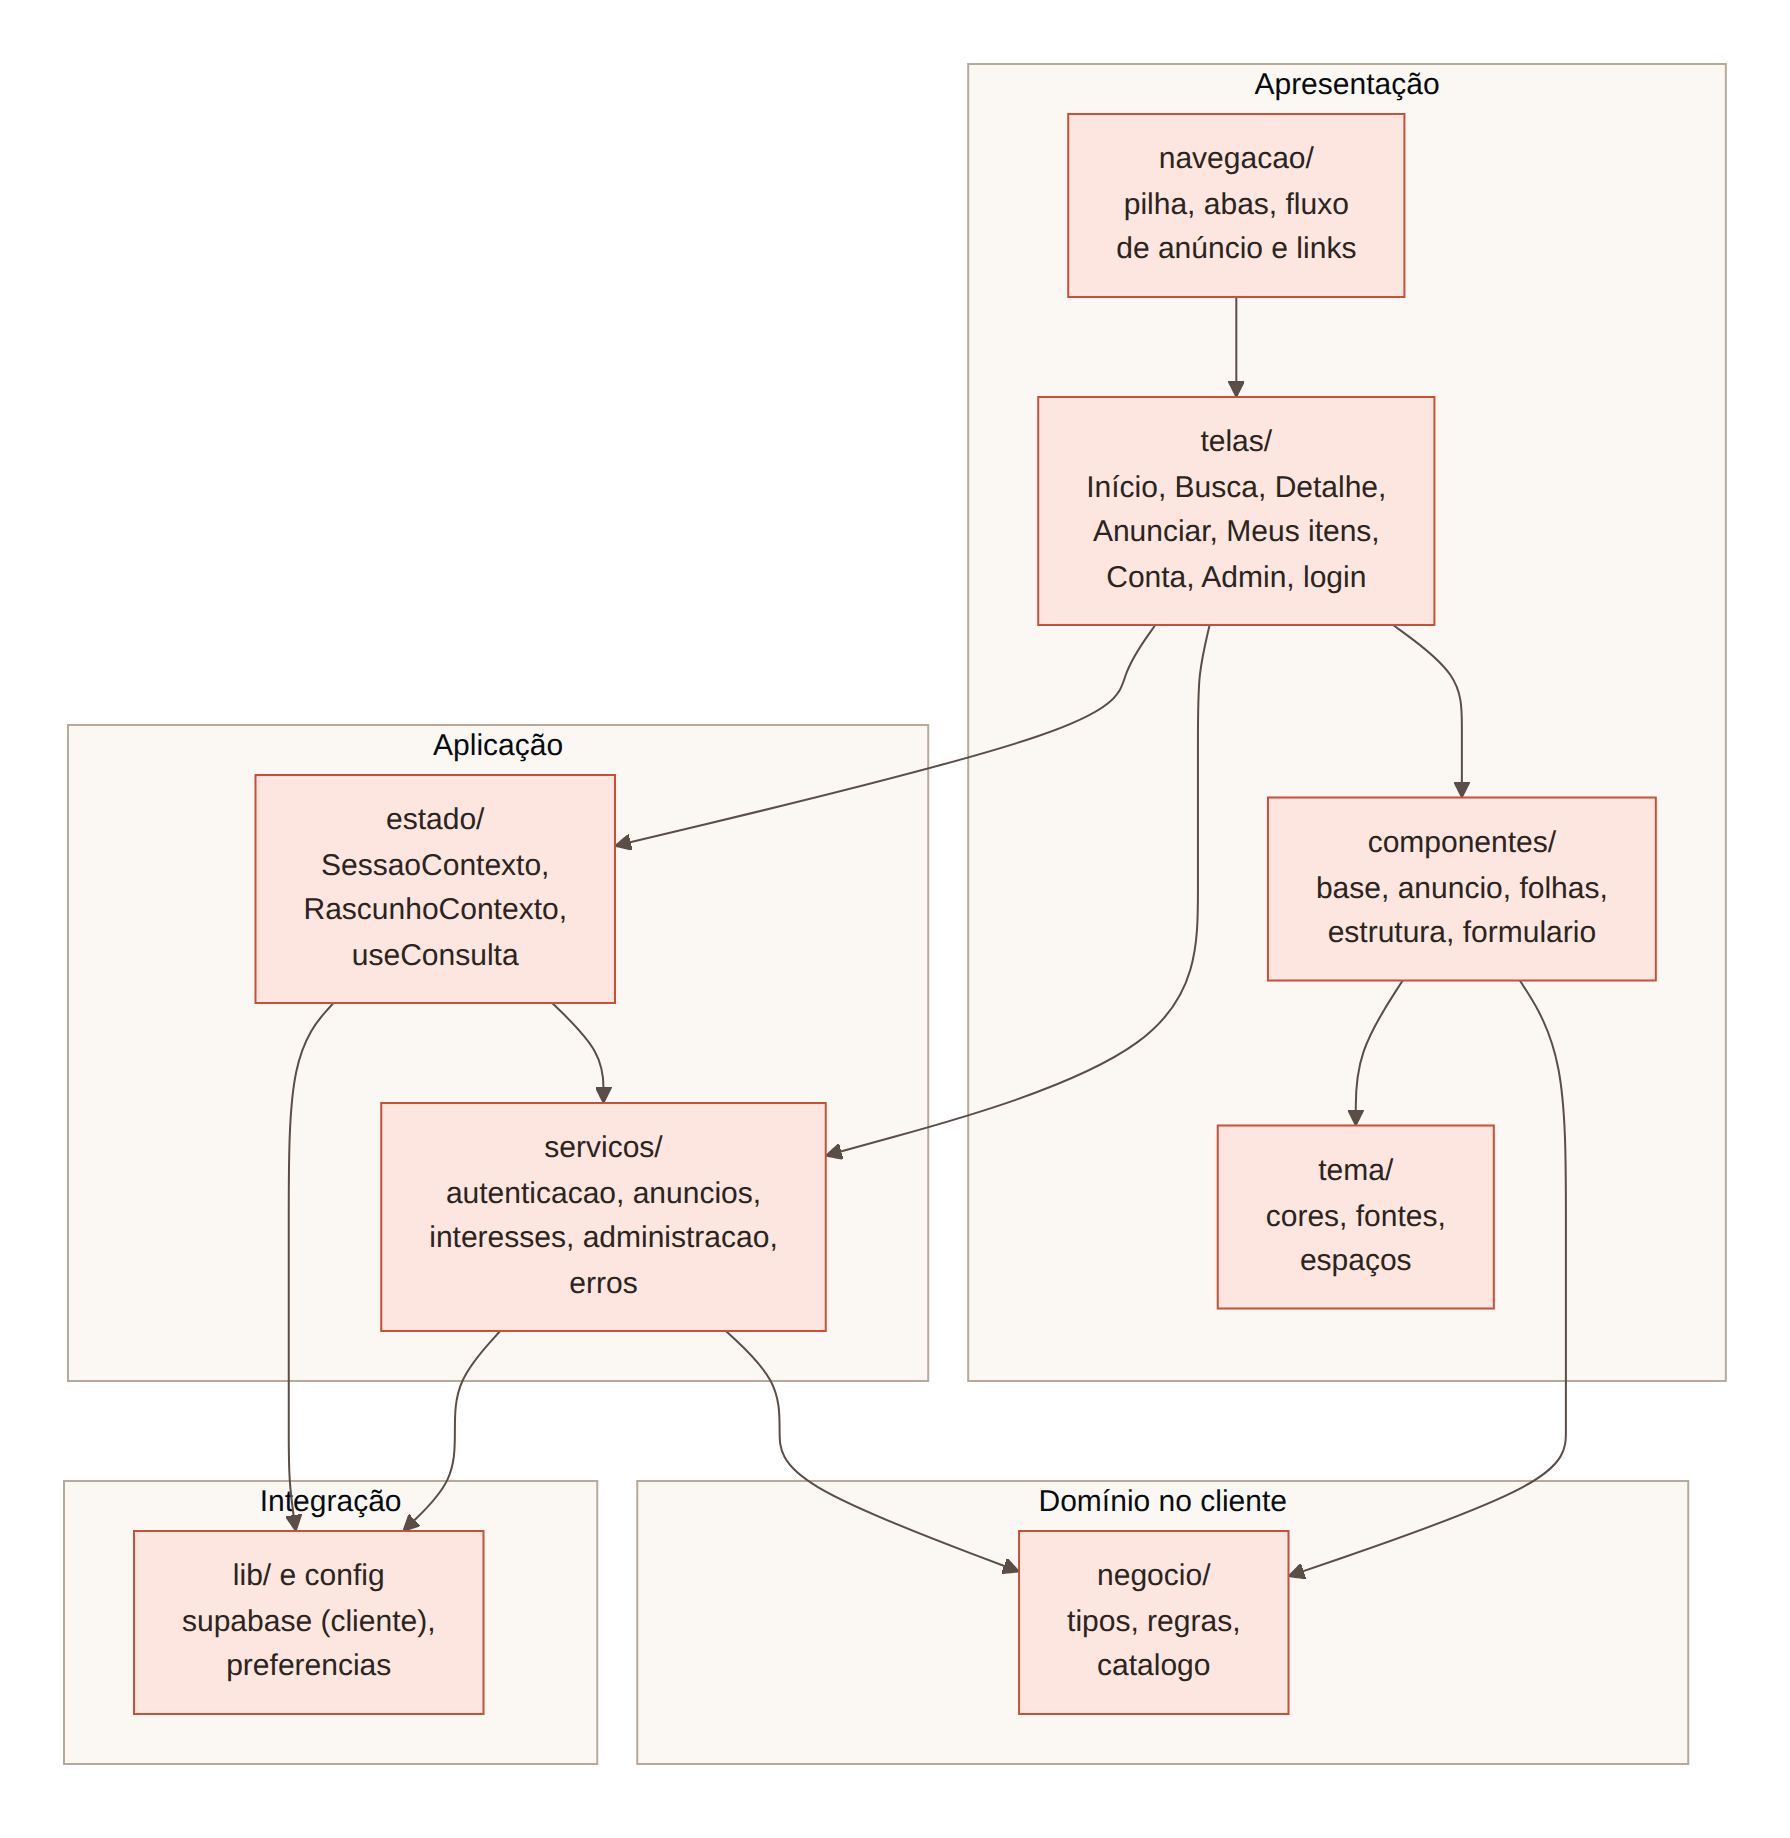 Apresentação
navegacao/
pilha, abas, fluxo
de anúncio e links
telas/
Início, Busca, Detalhe,
Anunciar, Meus itens,
Conta, Admin, login
Aplicação
estado/
SessaoContexto,
RascunhoContexto,
useConsulta
componentes/
base, anuncio, folhas,
estrutura, formulario
servicos/
autenticacao, anuncios,
interesses, administracao,
erros
tema/
cores, fontes,
espaços
Integração
lib/ e config
supabase (cliente),
preferencias
Domínio no cliente
negocio/
tipos, regras,
catalogo